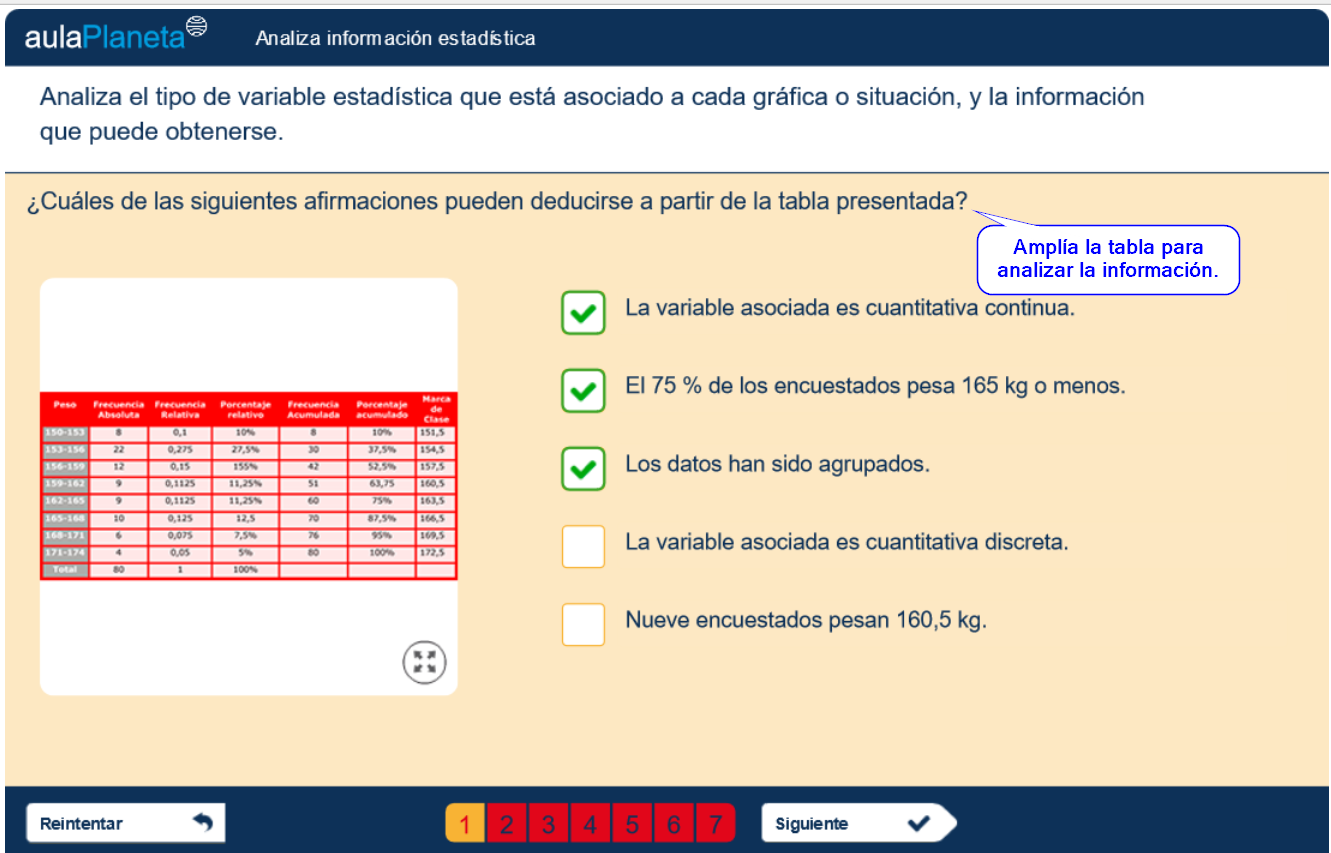 aulaPlaneta
Analiza información estadística
Analiza el tipo de variable estadística que está asociado a cada gráfica o situación, y la información
que puede obtenerse.
¿Cuáles de las siguientes afirmaciones pueden deducirse a partir de la tabla presentada?
Amplía la tabla para
analizar la información.
La variable asociada es cuantitativa continua.
El 75 % de los encuestados pesa 165 kg o menos.
Los datos han sido agrupados.
La variable asociada es cuantitativa discreta.
Nueve encuestados pesan 160,5 kg.
Peso Frecuencia Absoluta Frecuencia Relativa Porcentaje relativo Frecuencia Acumulada Porcentaje acumulado Marca de Clase
150-153 8 0,1 10% 8 10% 151,5
153-156 22 0,275 27,5% 30 37,5% 154,5
156-159 12 0,15 155% 42 52,5% 157,5
159-162 9 0,1125 11,25% 51 63,75 160,5
162-165 9 0,1125 11,25% 60 75% 163,5
165-168 10 0,125 12,5 70 87,5% 166,5
168-171 6 0,075 7,5% 76 95% 169,5
171-174 4 0,05 5% 80 100% 172,5
Total 80 1 100%
Reintentar
1 2 3 4 5 6 7
Siguiente